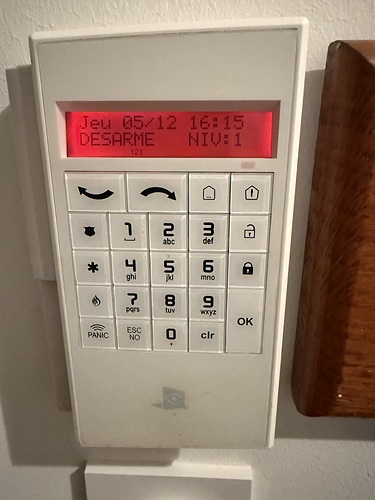 Jeu 05/12 16:15
DESARME NIV:1
123
1 2 abc 3 def
* 4 ghi 5 jkl 6 mno
7 pqrs 8 tuv 9 wxyz OK
PANIC ESC NO 0 + clr